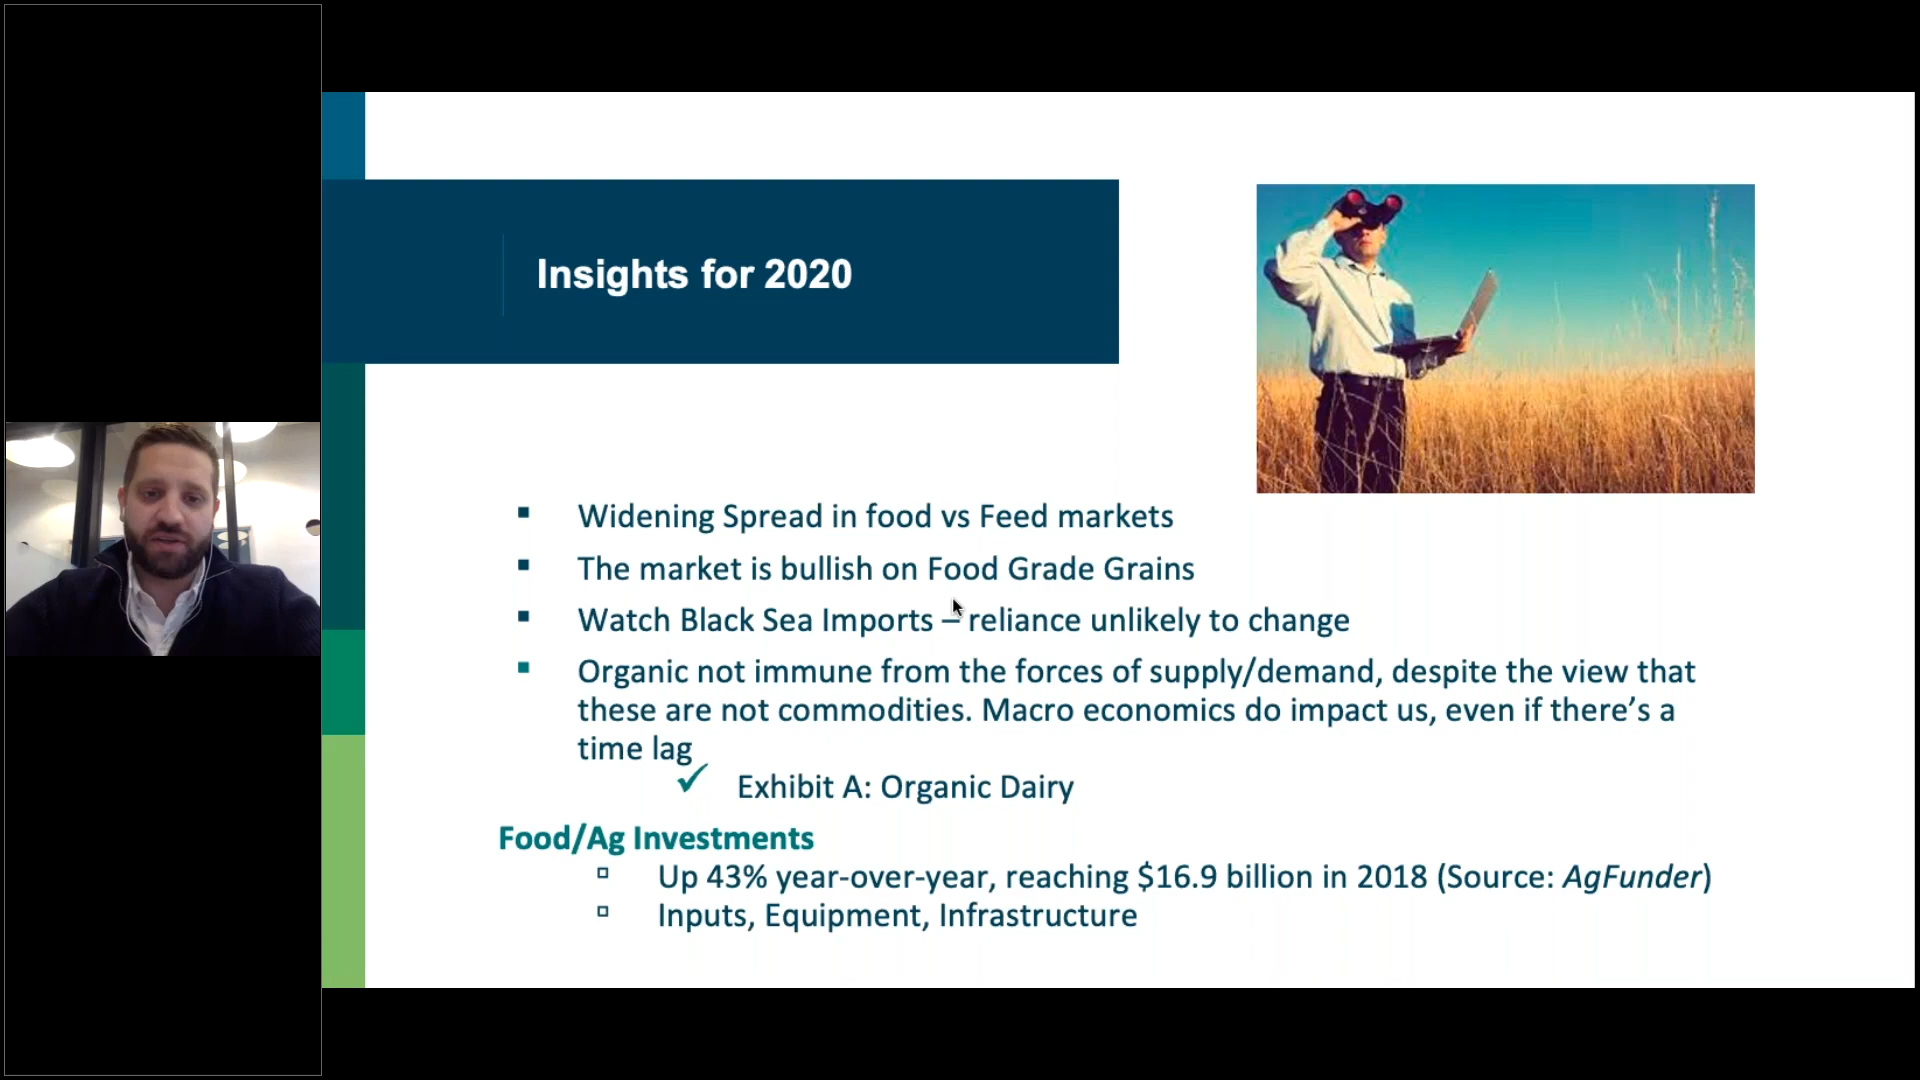 Insights for 2020
Widening Spread in food vs Feed markets
The market is bullish on Food Grade Grains
Watch Black Sea Imports – reliance unlikely to change
Organic not immune from the forces of supply/demand, despite the view that
these are not commodities. Macro economics do impact us, even if there’s a
time lag
Exhibit A: Organic Dairy
Food/Ag Investments
Up 43% year-over-year, reaching $16.9 billion in 2018 (Source: AgFunder)
Inputs, Equipment, Infrastructure